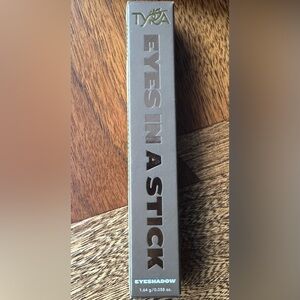 TYRA
EYES IN A STICK
EYESHADOW
1.64 g/0.058 oz.